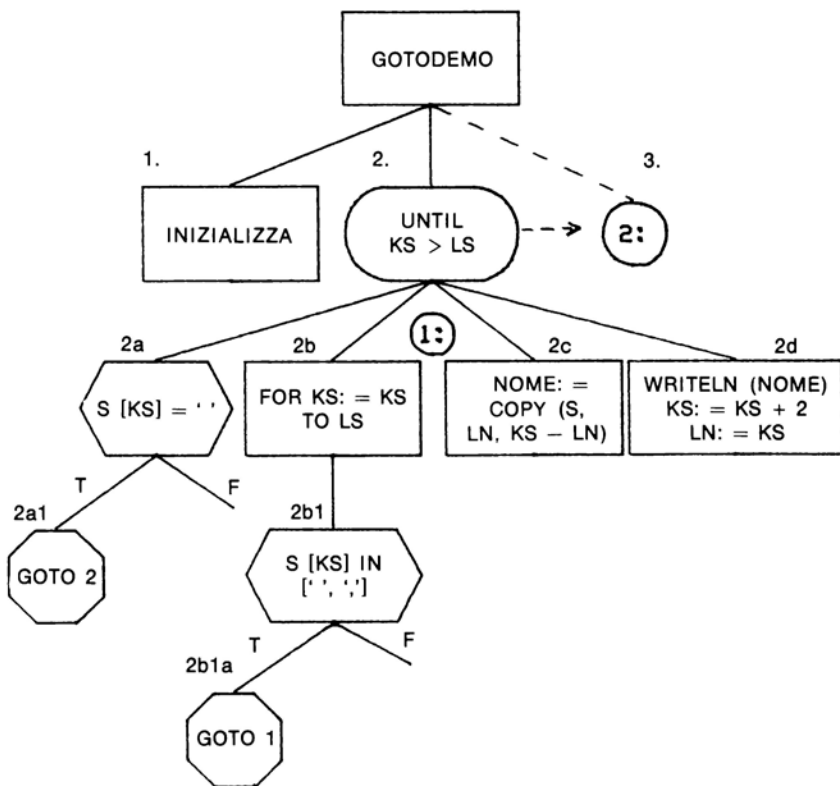 GOTODEMO
1.
2.
3.
INIZIALIZZA
UNTIL
KS > LS
2:
1:
2a
2b
2c
2d
S [KS] = ‘ ’
FOR KS: = KS
TO LS
NOME: =
COPY (S,
LN, KS — LN)
WRITELN (NOME)
KS: = KS + 2
LN: = KS
T
F
2a1
2b1
GOTO 2
S [KS] IN
[‘ ’, ‘,’]
T
F
2b1a
GOTO 1